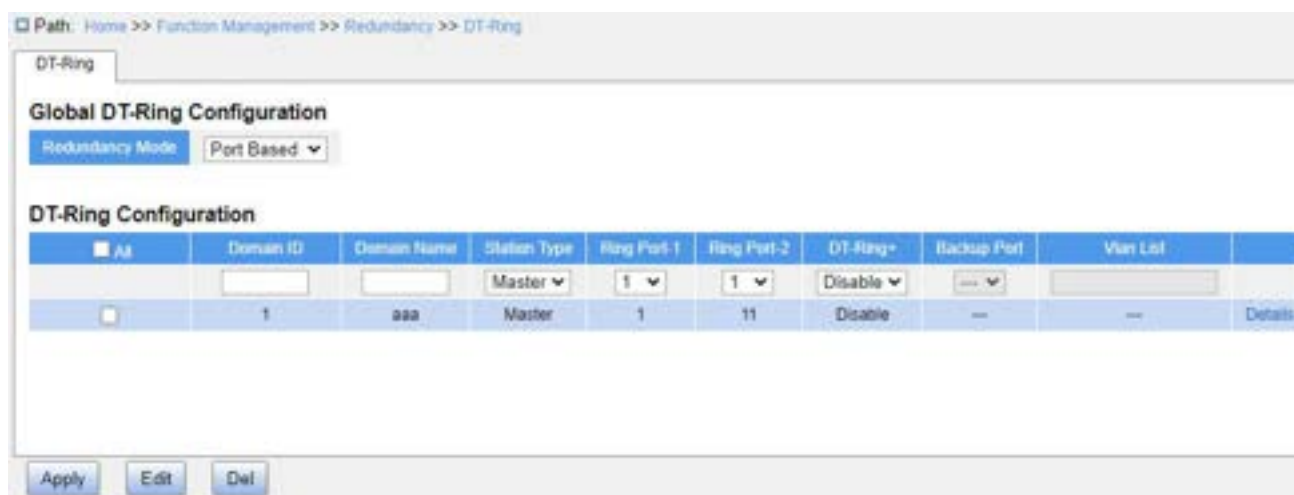 Path: Home >> Function Management >> Redundancy >> DT-Ring
DT-Ring
Global DT-Ring Configuration
Redundancy Mode Port Based
DT-Ring Configuration
All Domain ID Domain Name Station Type Ring Port-1 Ring Port-2 DT-Ring+ Backup Port Vlan List
Master 1 1 Disable ---
1 aaa Master 1 11 Disable --- --- Details
Apply Edit Del